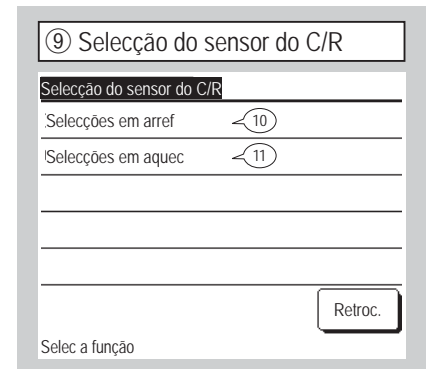 ⑨ Selecção do sensor do C/R
Selecção do sensor do C/R
Selecções em arref 10
Selecções em aquec 11
Retroc.
Selec a função